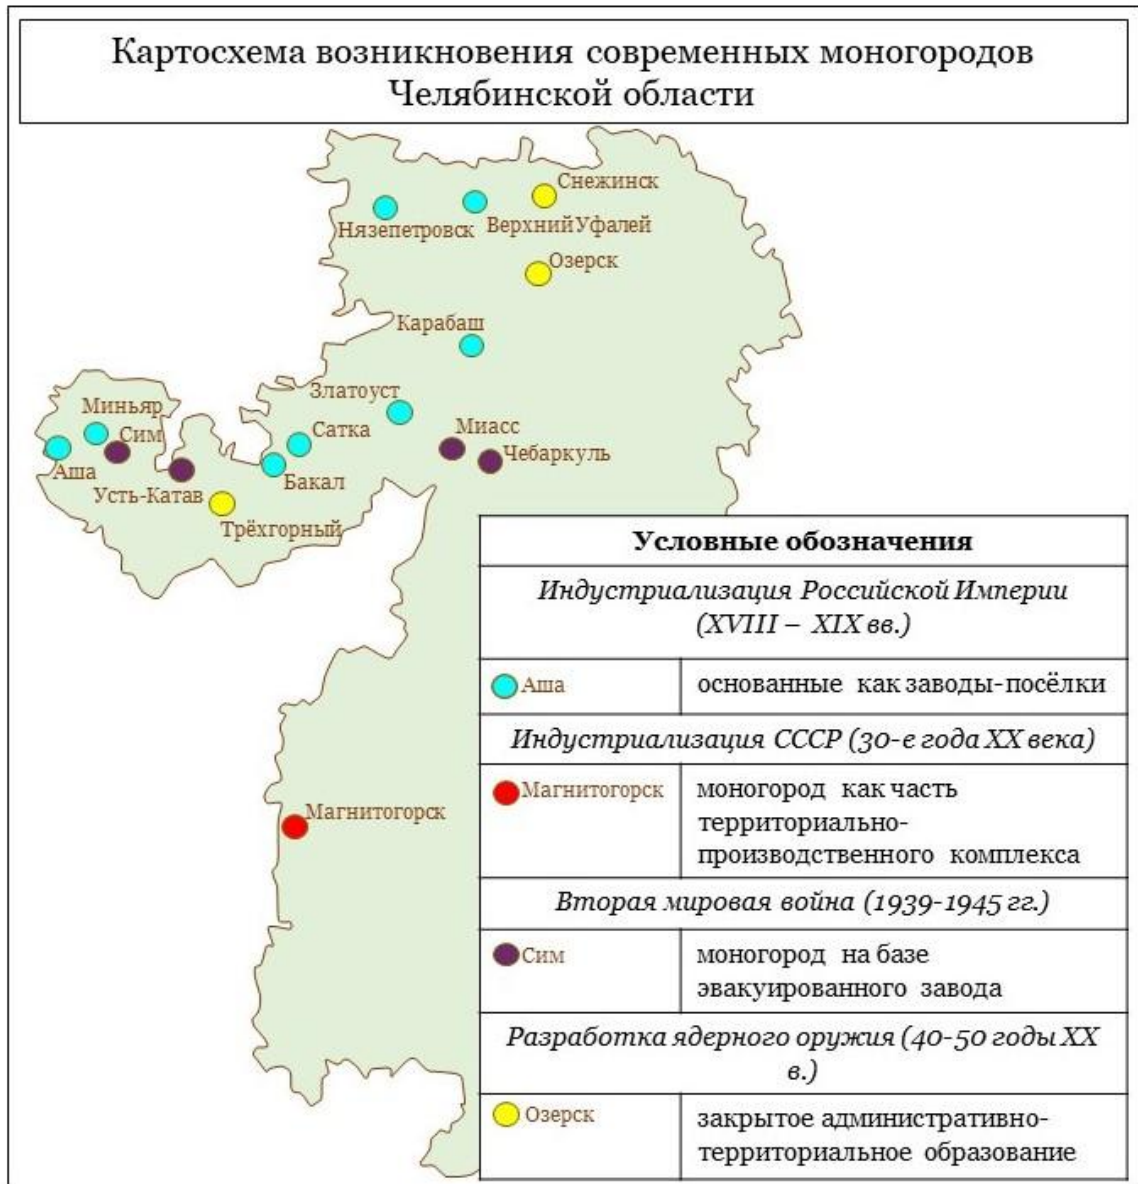 Картосхема возникновения современных моногородов
Челябинской области
Снежинск
Нязепетровск
Верхний Уфалей
Озерск
Карабаш
Златоуст
Миньяр
Сим
Сатка
Миасс
Чебаркуль
Аша
Бакал
Усть-Катав
Трёхгорный
Магнитогорск
Условные обозначения
Индустриализация Российской Империи
(XVIII – XIX вв.)
Аша
основанные как заводы-посёлки
Индустриализация СССР (30-е года XX века)
Магнитогорск
моногород как часть
территориально-
производственного комплекса
Вторая мировая война (1939-1945 гг.)
Сим
моногород на базе
эвакуированного завода
Разработка ядерного оружия (40-50 годы XX
в.)
Озерск
закрытое административно-
территориальное образование